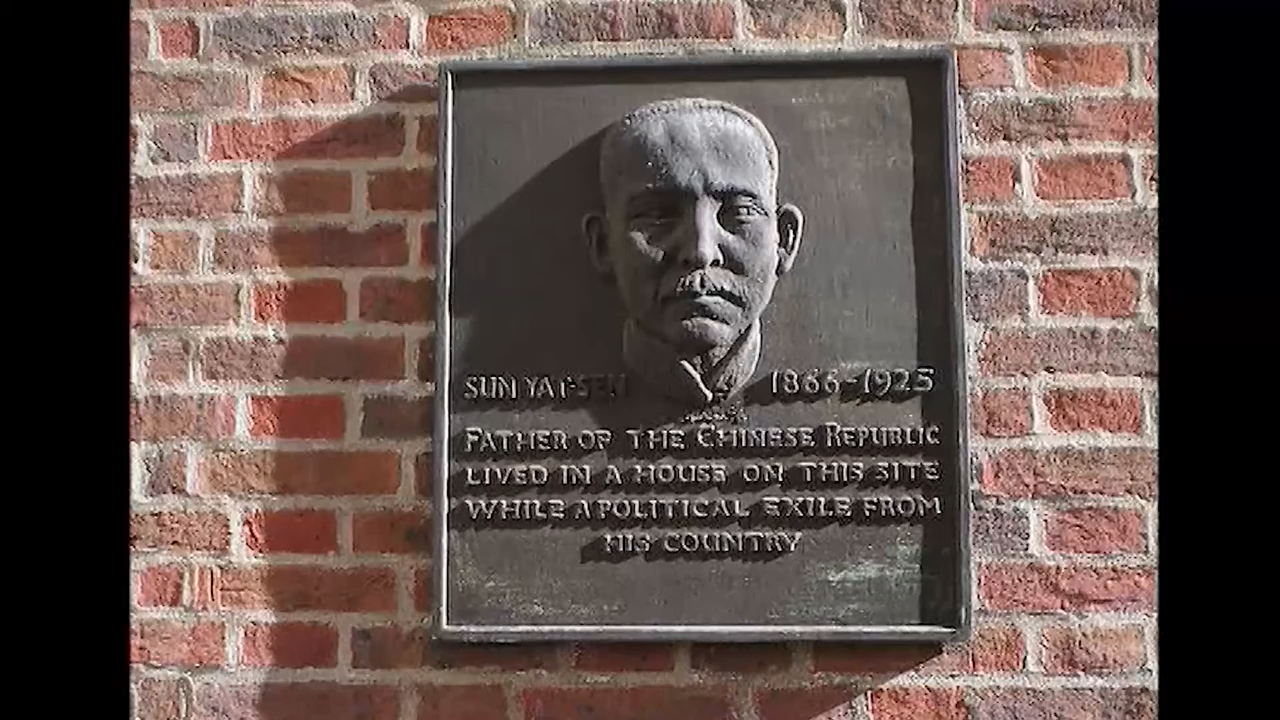 SUN YAT-SEN 1866-1925
FATHER OF THE CHINESE REPUBLIC
LIVED IN A HOUSE ON THIS SITE
WHILE A POLITICAL EXILE FROM
HIS COUNTRY